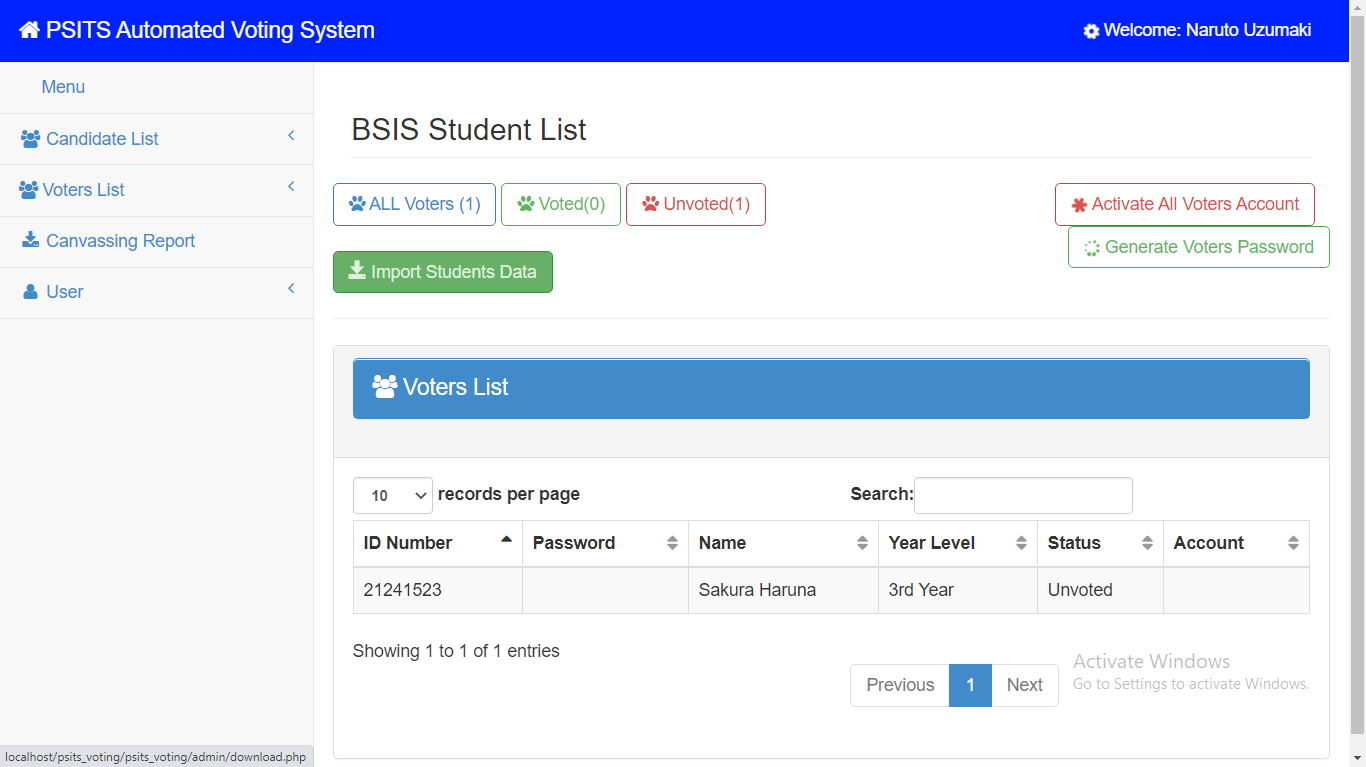 PSITS Automated Voting System
Welcome: Naruto Uzumaki
Menu
Candidate List
Voters List
Canvassing Report
User
BSIS Student List
ALL Voters (1)
Voted(0)
Unvoted(1)
Activate All Voters Account
Generate Voters Password
Import Students Data
Voters List
10 records per page
Search:
ID Number Password Name Year Level Status Account
21241523 Sakura Haruna 3rd Year Unvoted
Showing 1 to 1 of 1 entries
Previous 1 Next
Activate Windows
Go to Settings to activate Windows.
localhost/psits_voting/psits_voting/admin/download.php